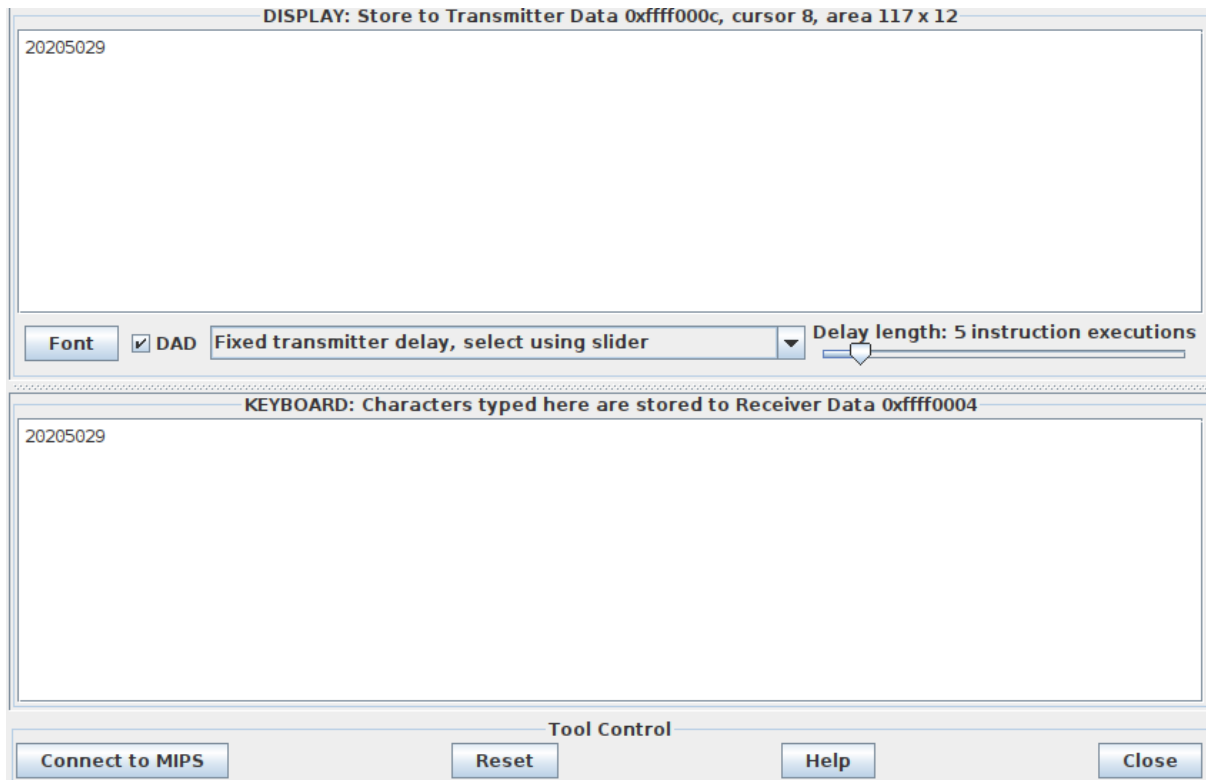 DISPLAY: Store to Transmitter Data 0xffff000c, cursor 8, area 117 x 12
20205029
Font
DAD
Fixed transmitter delay, select using slider
Delay length: 5 instruction executions
KEYBOARD: Characters typed here are stored to Receiver Data 0xffff0004
20205029
Tool Control
Connect to MIPS
Reset
Help
Close